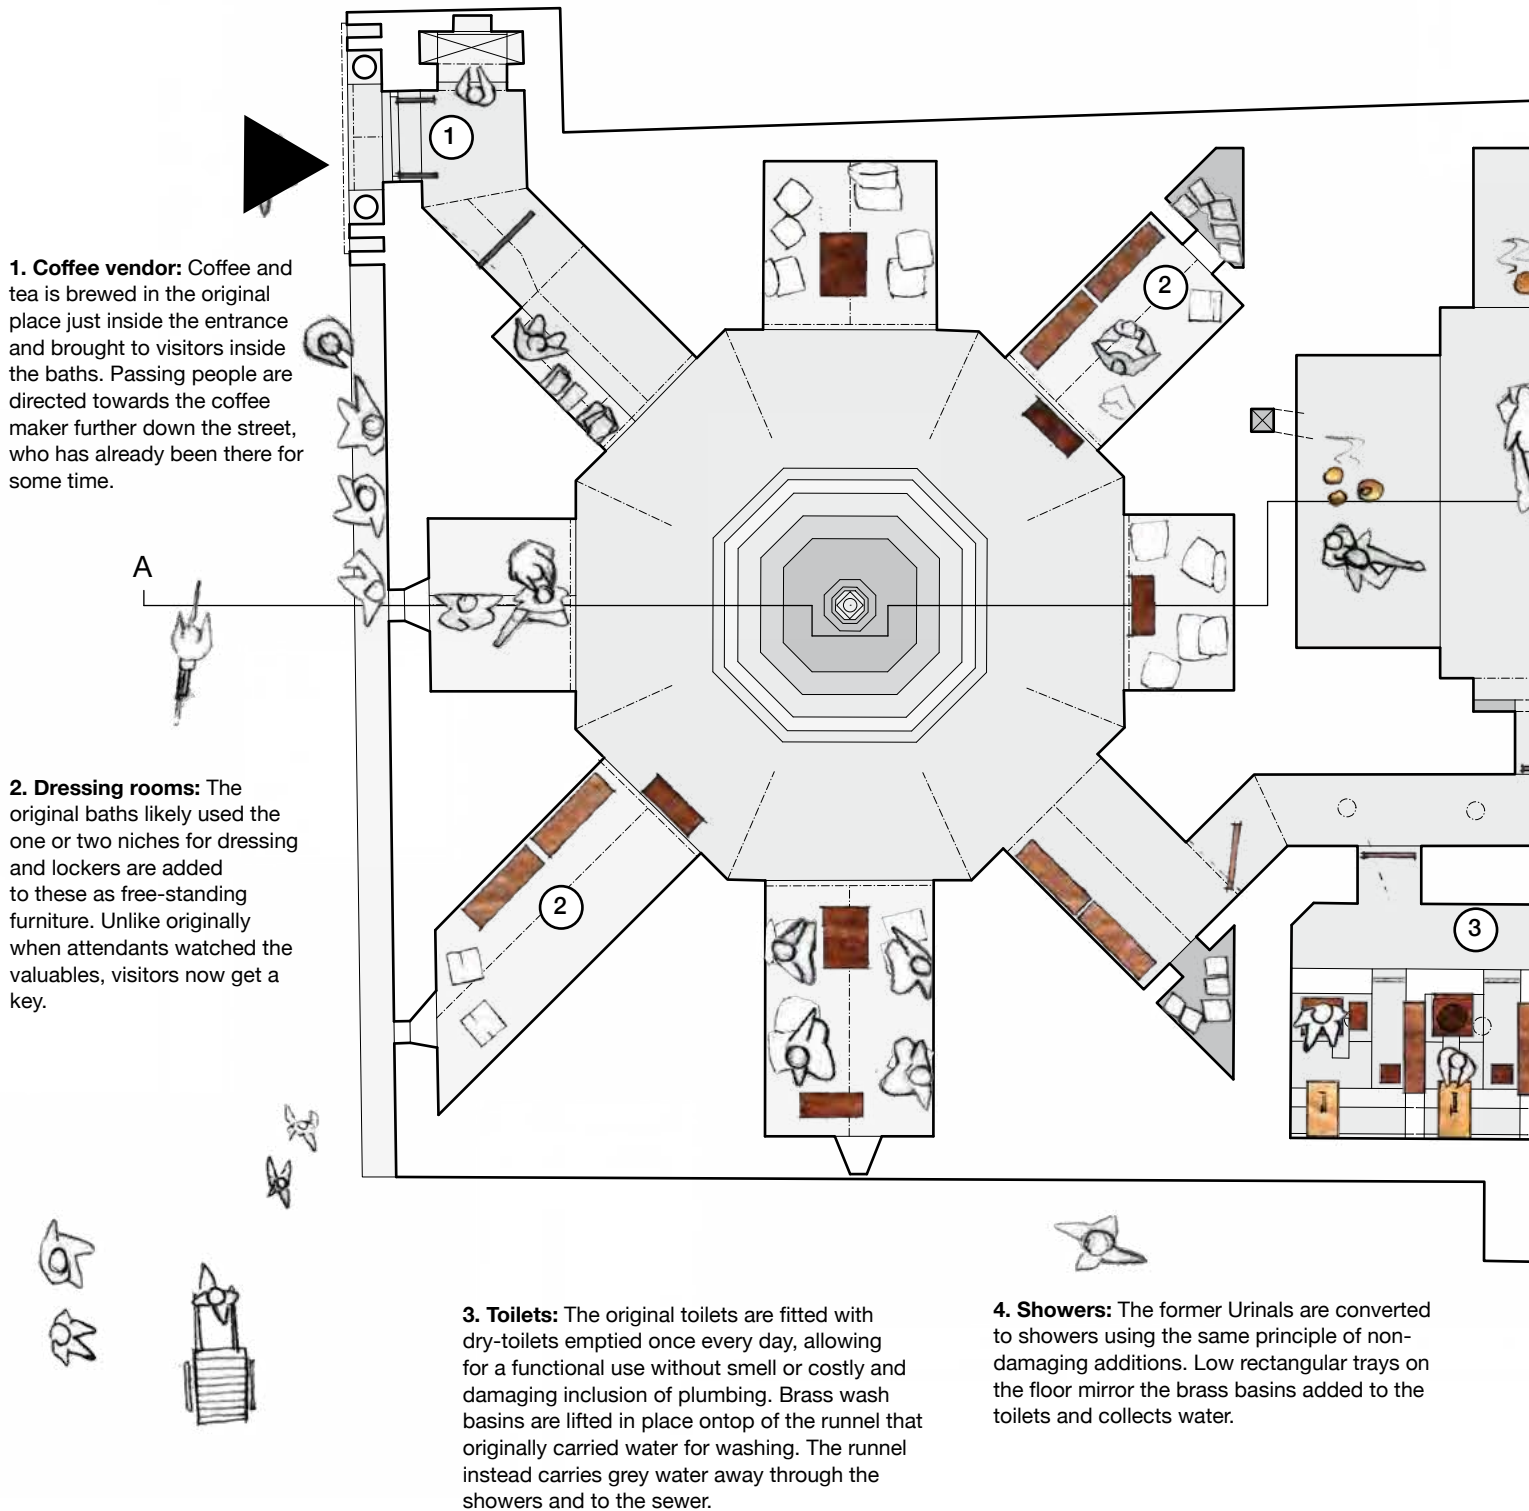 1
2
1. Coffee vendor: Coffee and
tea is brewed in the original
place just inside the entrance
and brought to visitors inside
the baths. Passing people are
directed towards the coffee
maker further down the street,
who has already been there for
some time.
A
2. Dressing rooms: The
original baths likely used the
one or two niches for dressing
and lockers are added
to these as free-standing
furniture. Unlike originally
when attendants watched the
valuables, visitors now get a
key.
2
3
3. Toilets: The original toilets are fitted with
dry-toilets emptied once every day, allowing
for a functional use without smell or costly and
damaging inclusion of plumbing. Brass wash
basins are lifted in place ontop of the runnel that
originally carried water for washing. The runnel
instead carries grey water away through the
showers and to the sewer.
4. Showers: The former Urinals are converted
to showers using the same principle of non-
damaging additions. Low rectangular trays on
the floor mirror the brass basins added to the
toilets and collects water.